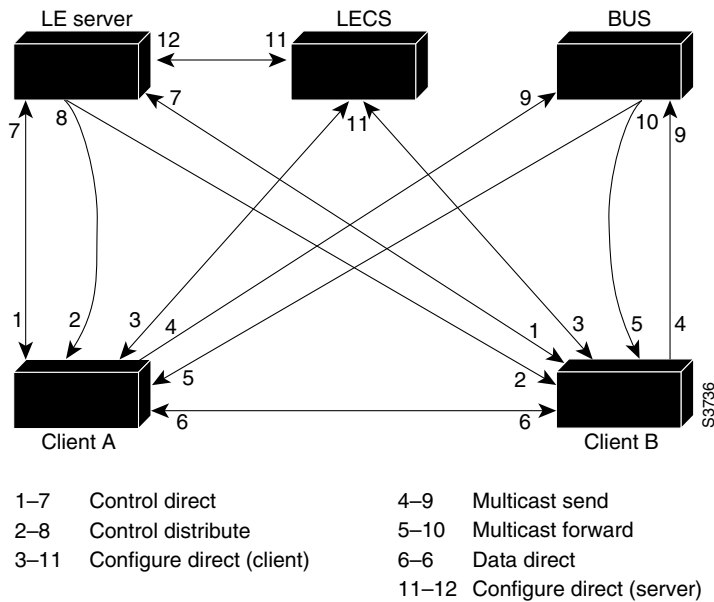 LE server
LECS
BUS
12
11
7
8
7
11
9
10
9
1
2
3
4
5
1
2
3
5
4
6
6
Client A
Client B
S3736
1–7 Control direct
2–8 Control distribute
3–11 Configure direct (client)
4–9 Multicast send
5–10 Multicast forward
6–6 Data direct
11–12 Configure direct (server)